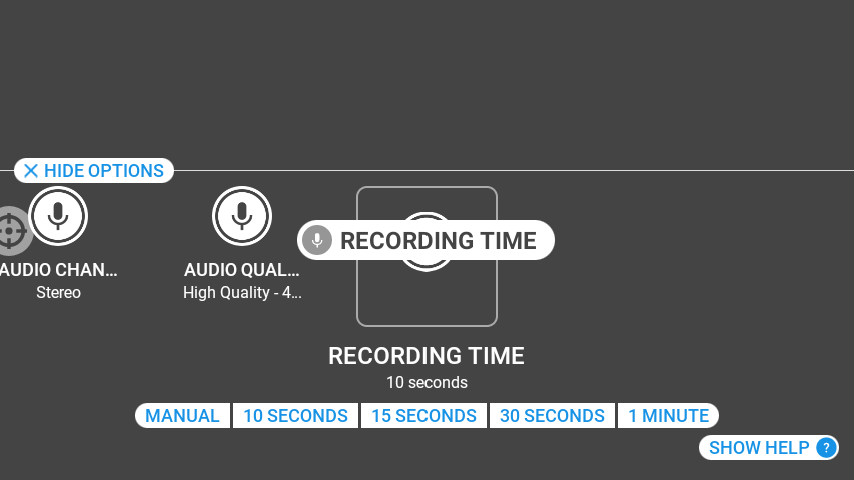 HIDE OPTIONS
RECORDING TIME
AUDIO CHAN...
AUDIO QUAL...
Stereo
High Quality - 4...
RECORDING TIME
10 seconds
MANUAL
10 SECONDS
15 SECONDS
30 SECONDS
1 MINUTE
SHOW HELP ?